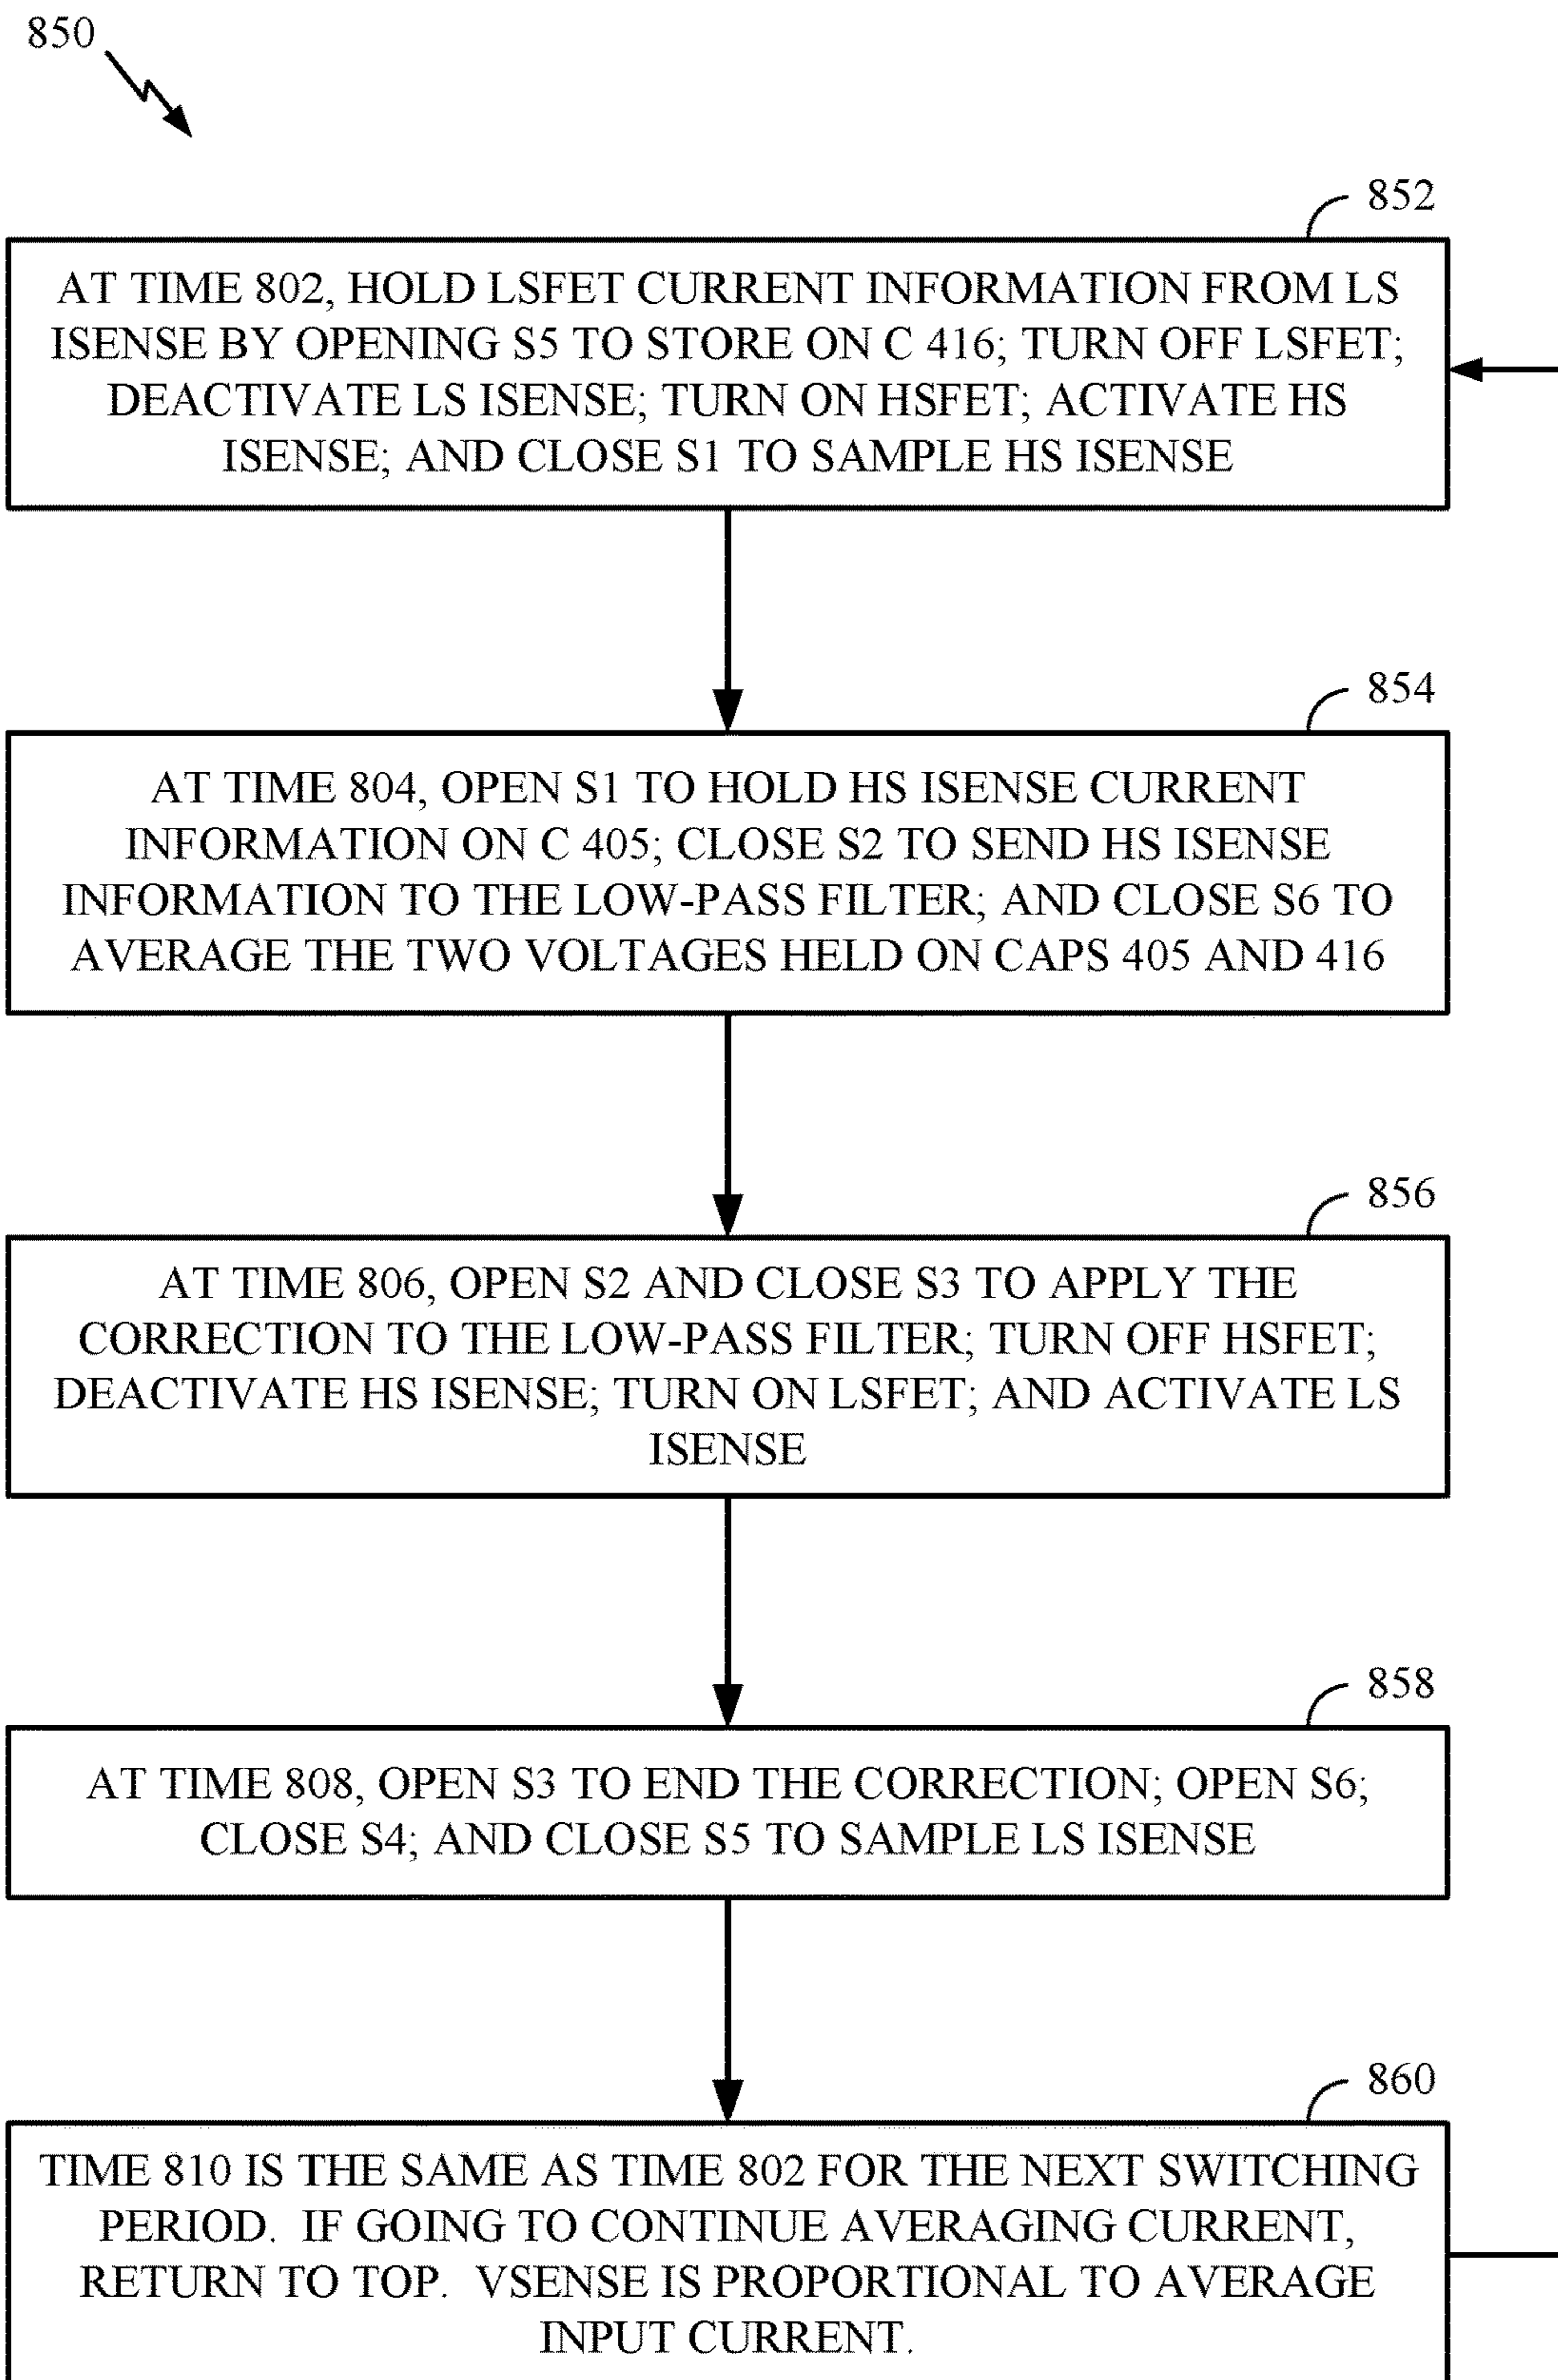 850
852
AT TIME 802, HOLD LSFET CURRENT INFORMATION FROM LS
ISENSE BY OPENING S5 TO STORE ON C 416; TURN OFF LSFET;
DEACTIVATE LS ISENSE; TURN ON HSFET; ACTIVATE HS
ISENSE; AND CLOSE S1 TO SAMPLE HS ISENSE
854
AT TIME 804, OPEN S1 TO HOLD HS ISENSE CURRENT
INFORMATION ON C 405; CLOSE S2 TO SEND HS ISENSE
INFORMATION TO THE LOW-PASS FILTER; AND CLOSE S6 TO
AVERAGE THE TWO VOLTAGES HELD ON CAPS 405 AND 416
856
AT TIME 806, OPEN S2 AND CLOSE S3 TO APPLY THE
CORRECTION TO THE LOW-PASS FILTER; TURN OFF HSFET;
DEACTIVATE HS ISENSE; TURN ON LSFET; AND ACTIVATE LS
ISENSE
858
AT TIME 808, OPEN S3 TO END THE CORRECTION; OPEN S6;
CLOSE S4; AND CLOSE S5 TO SAMPLE LS ISENSE
860
TIME 810 IS THE SAME AS TIME 802 FOR THE NEXT SWITCHING
PERIOD. IF GOING TO CONTINUE AVERAGING CURRENT,
RETURN TO TOP. VSENSE IS PROPORTIONAL TO AVERAGE
INPUT CURRENT.